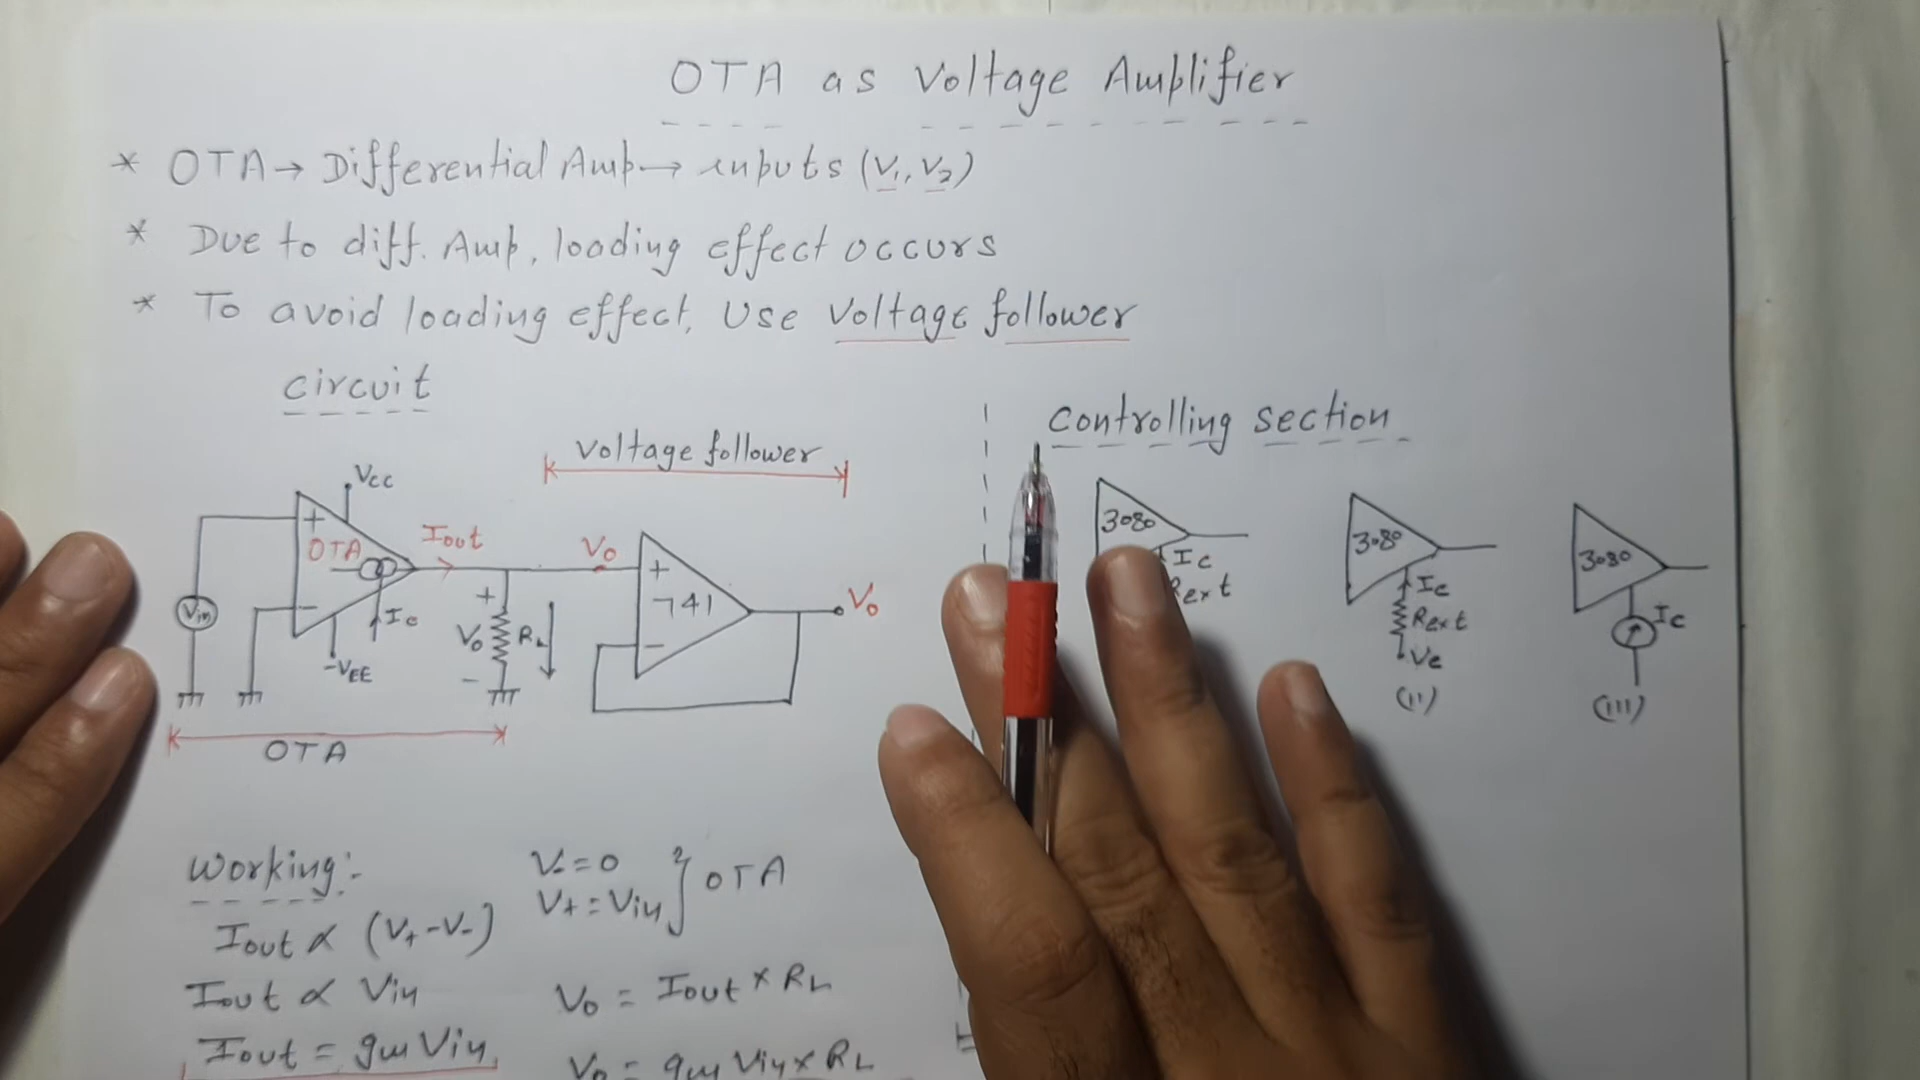 OTA as Voltage Amplifier
* OTA → Differential Amp → inputs (V1, V2)
* Due to diff. Amp, loading effect occurs
* To avoid loading effect, Use Voltage follower
circuit
Voltage follower
Vcc
+
OTA
Iout
Vin
−
Ic
-VEE
+
Vo
RL
−
Vo
+
741
−
Vo
OTA
Controlling section
3080
Ic
Rext
3080
Ic
Rext
Ve
(ii)
3080
Ic
(iii)
Working:-
Iout ∝ (V+ - V-)
Iout ∝ Vin
Iout = gm Vin
V- = 0
V+ = Vin } OTA
Vo = Iout × RL
Vo = gm Vin × RL